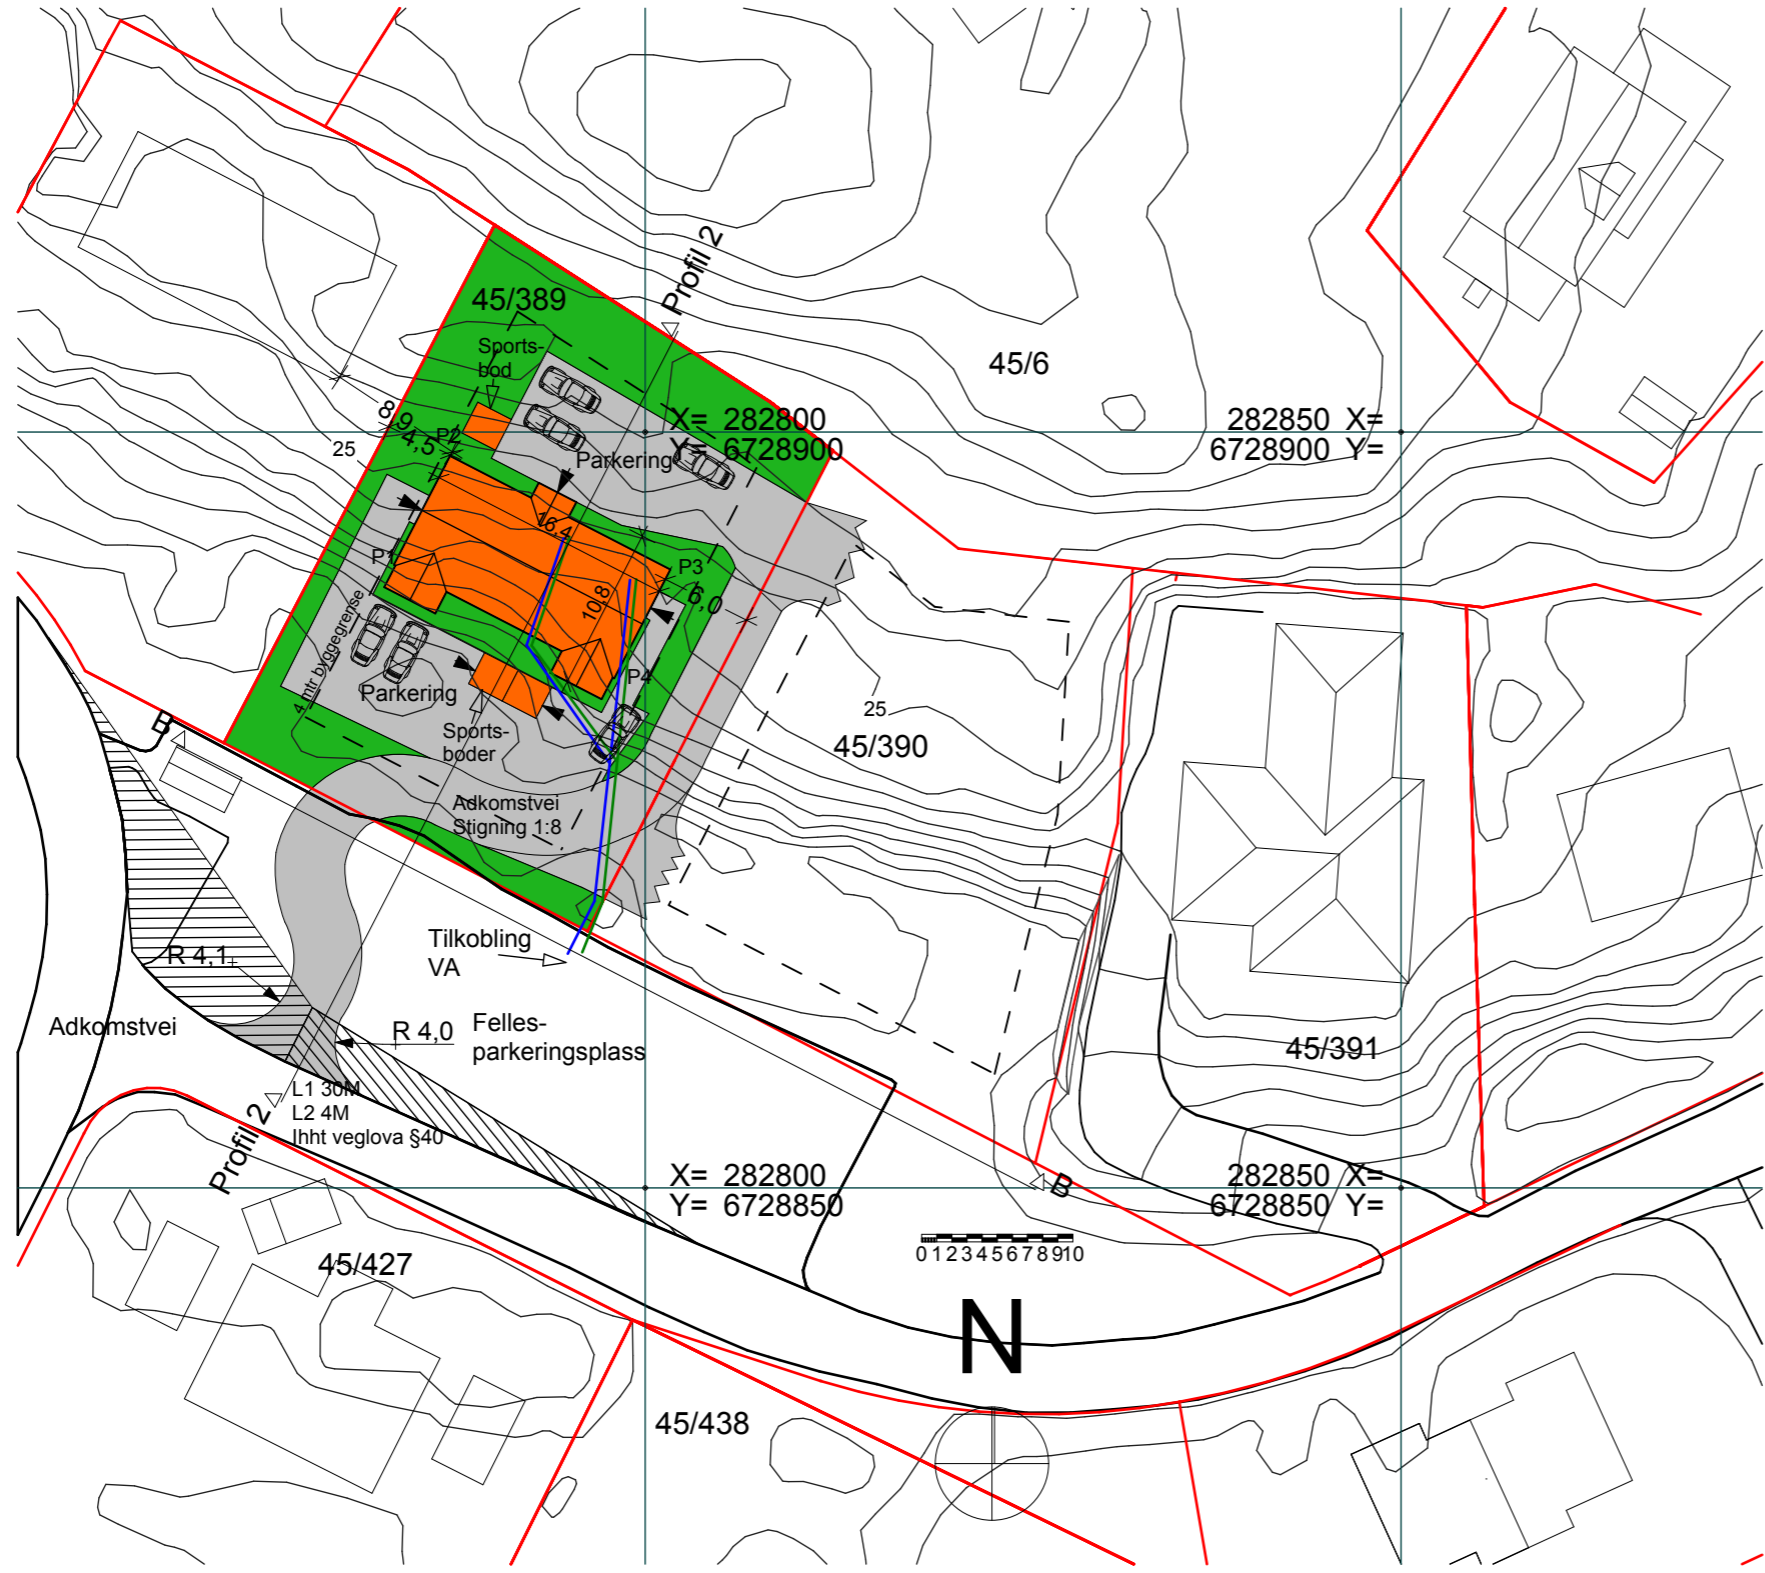 Profil 2
45/389
45/6
Sports-
bod
8,9
4,5
P2
25
X= 282800
Y= 6728900
282850 X=
6728900 Y=
Parkering
16,4
P1
P3
10,8
6,0
4 mtr byggegrense
P4
Parkering
25
45/390
B
Sports-
boder
Adkomstvei
Stigning 1:8
Tilkobling
VA
R 4,1
Adkomstvei
R 4,0
Felles-
parkeringsplass
45/391
L1 30M
L2 4M
Ihht veglova §40
Profil 2
B
X= 282800
Y= 6728850
282850 X=
6728850 Y=
0 1 2 3 4 5 6 7 8 9 10
45/427
N
45/438